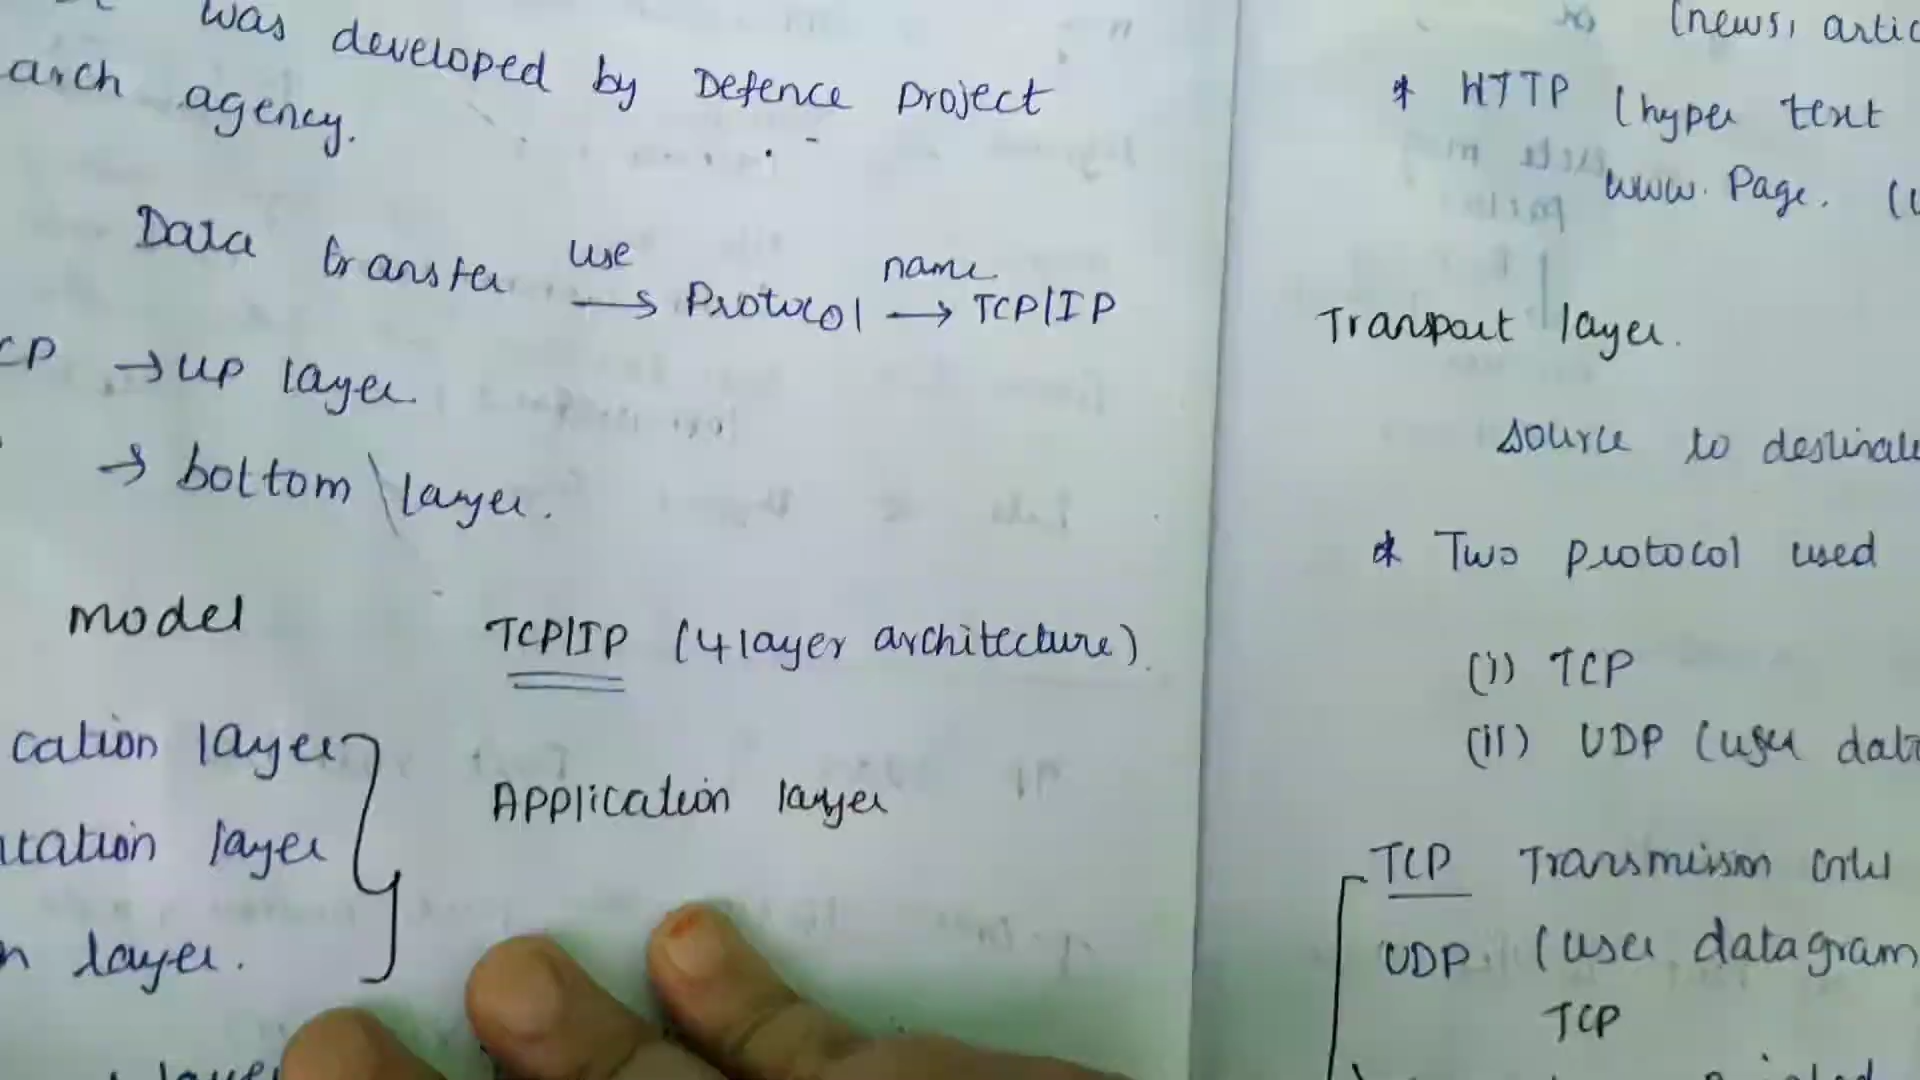 was developed by Defence Project
arch agency.
Data transfer use → Protocol name → TCP/IP
CP → up layer
→ bottom layer.
model TCP/IP (4 layer architecture).
cation layer
Application layer
tation layer
n layer.
laye
(news, artic
* HTTP (hyper text
www. Page. (
Transport layer.
source to destinate
* Two protocol used
(i) TCP
(ii) UDP (user dat
TCP Transmission
UDP (user datagram
TCP